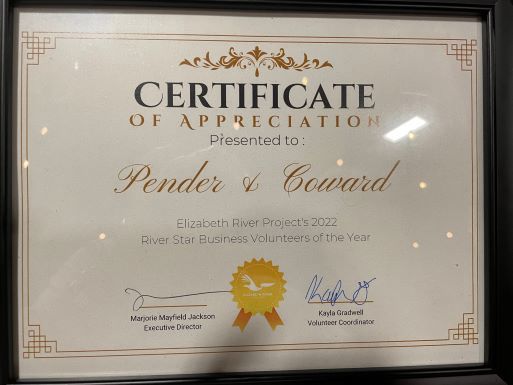 CERTIFICATE
OF APPRECIATION
Presented to :
Pender & Coward
Elizabeth River Project's 2022
River Star Business Volunteers of the Year
Marjorie Mayfield Jackson
Executive Director
Kayla Gradwell
Volunteer Coordinator